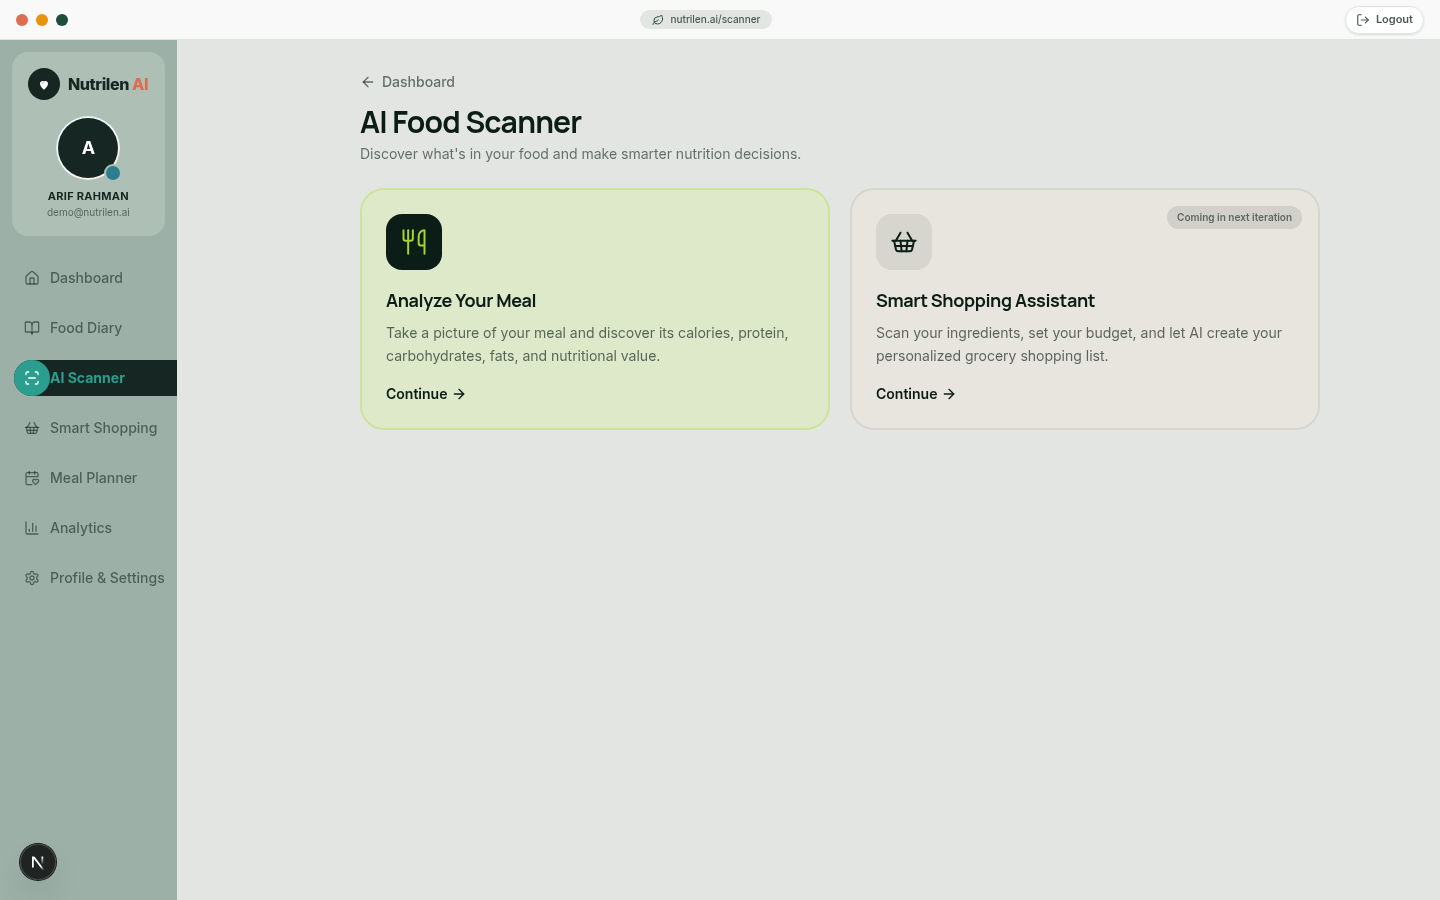 nutrilen.ai/scanner
Logout
Nutrilen AI
A
ARIF RAHMAN
demo@nutrilen.ai
Dashboard
Food Diary
AI Scanner
Smart Shopping
Meal Planner
Analytics
Profile & Settings
N
Dashboard
AI Food Scanner
Discover what's in your food and make smarter nutrition decisions.
Analyze Your Meal
Take a picture of your meal and discover its calories, protein,
carbohydrates, fats, and nutritional value.
Continue
Coming in next iteration
Smart Shopping Assistant
Scan your ingredients, set your budget, and let AI create your
personalized grocery shopping list.
Continue